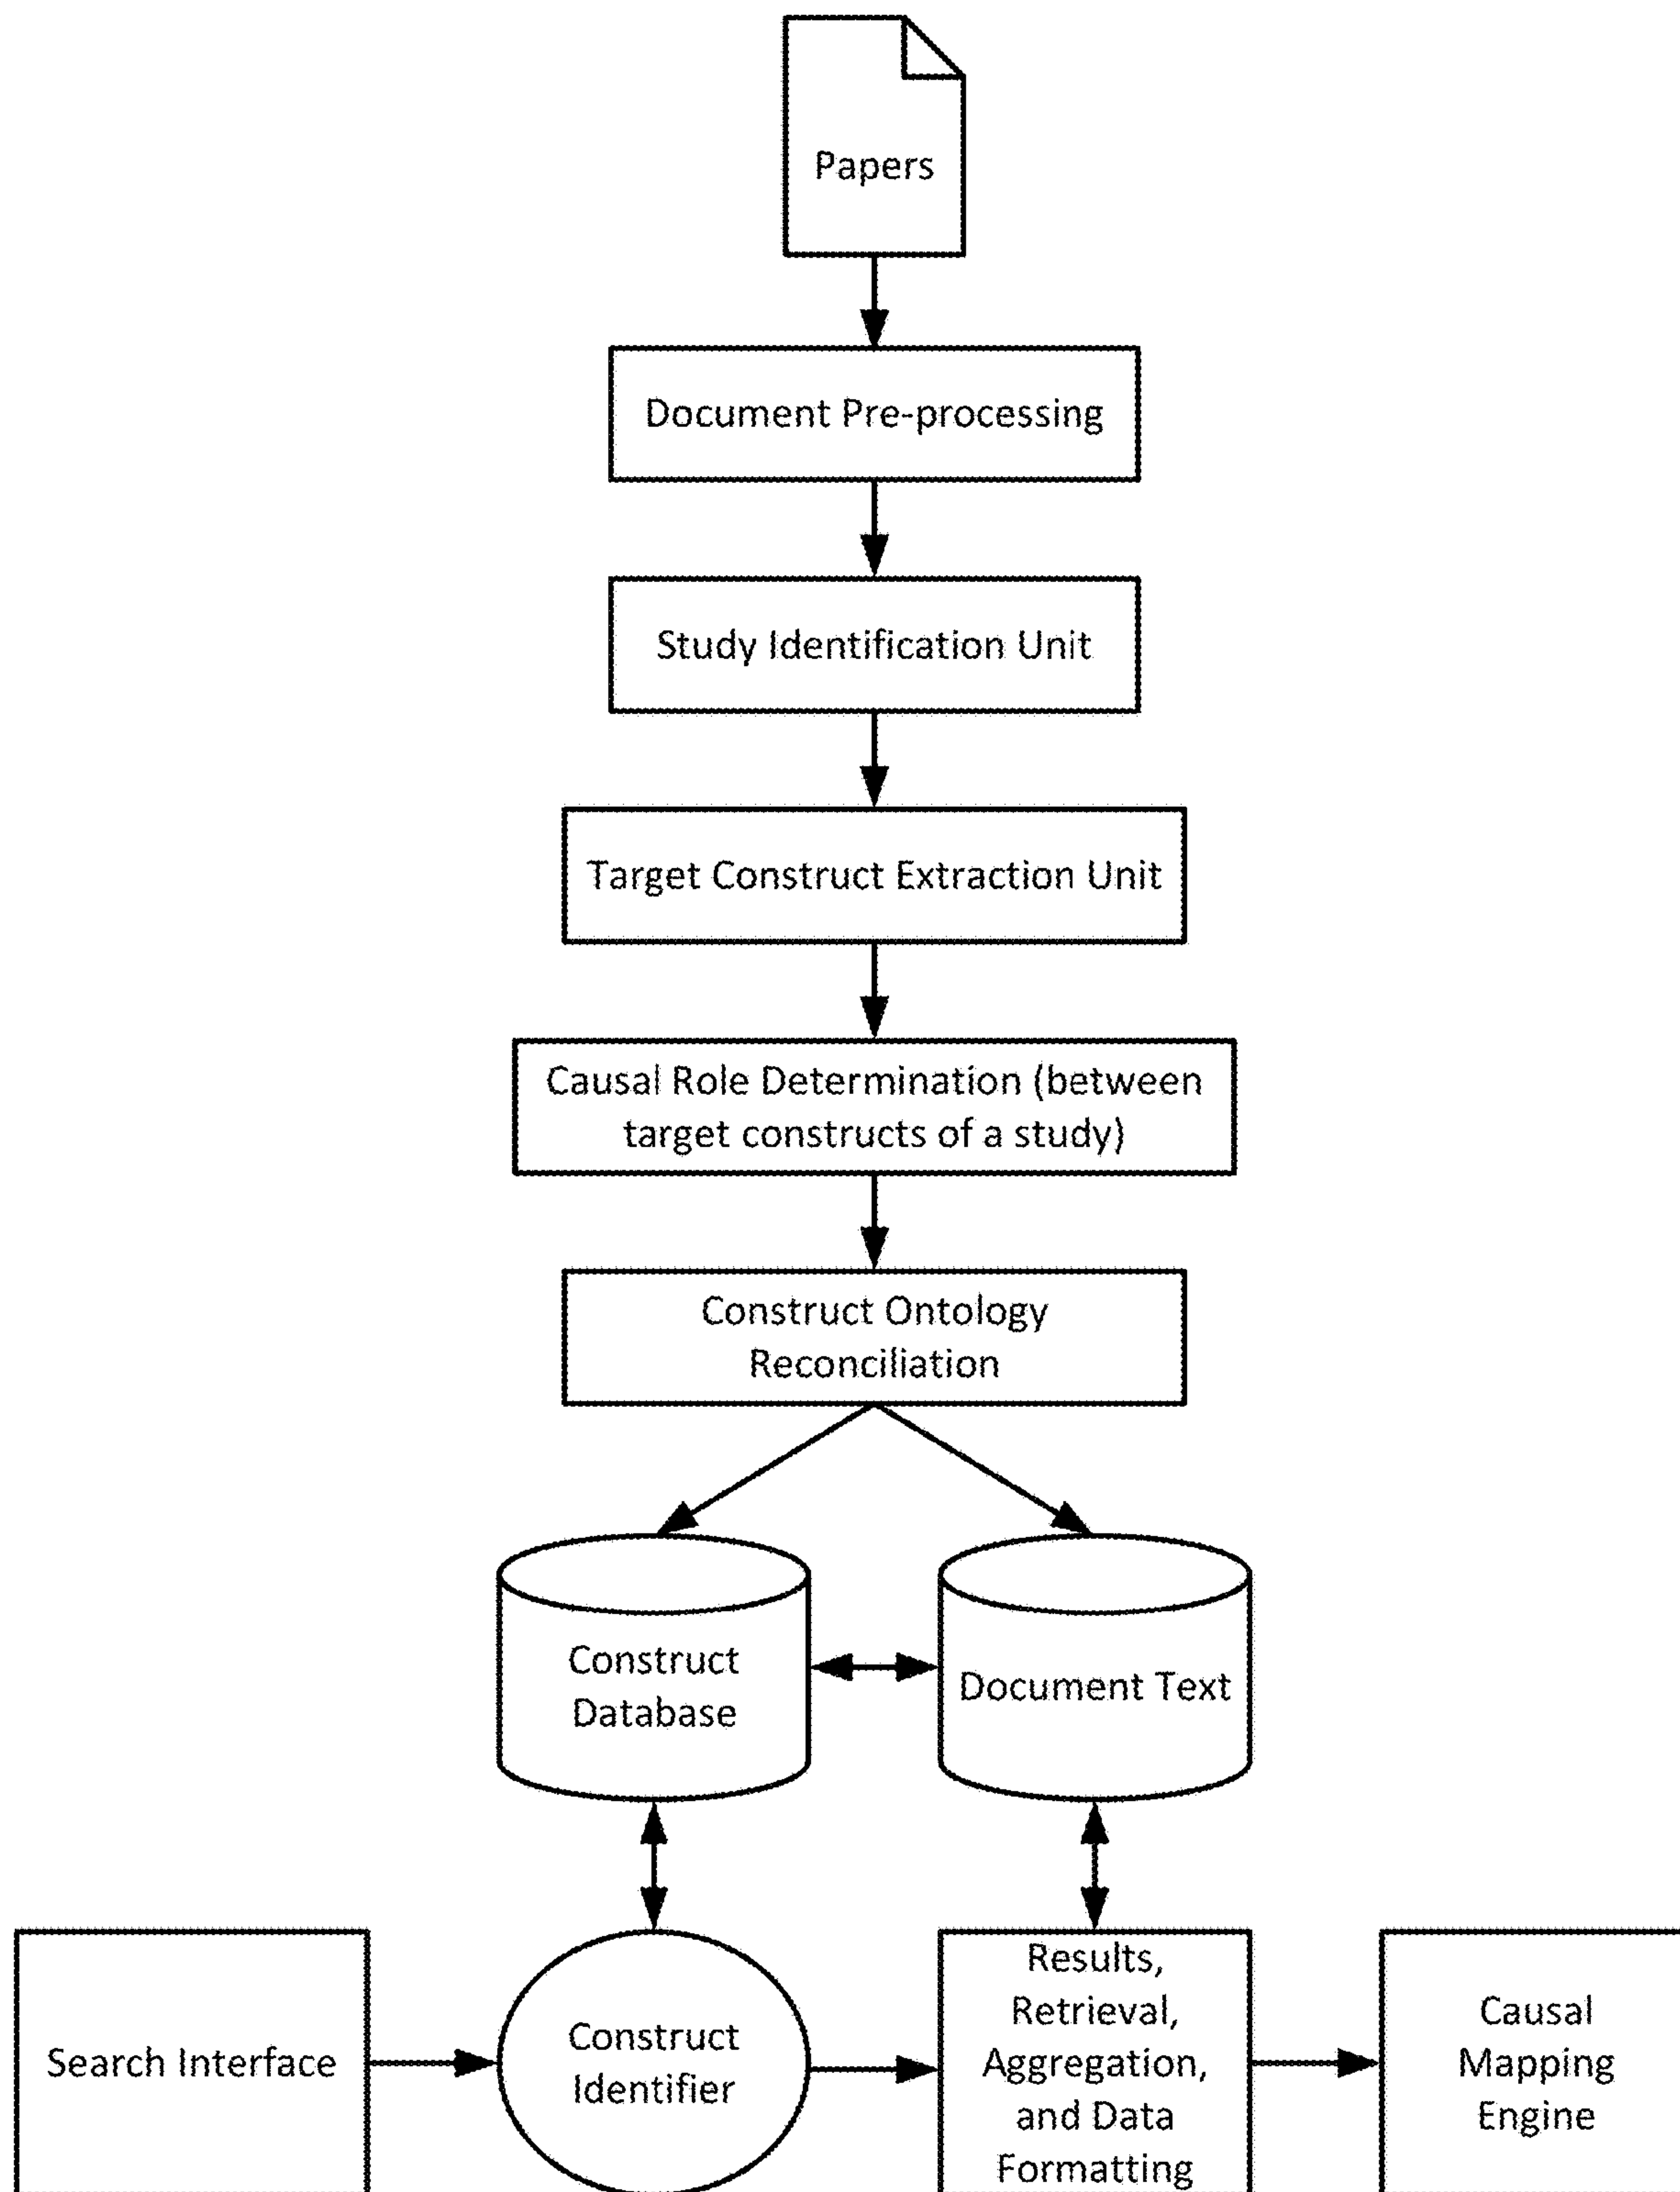 Papers
Document Pre-processing
Study Identification Unit
Target Construct Extraction Unit
Causal Role Determination (between
target constructs of a study)
Construct Ontology
Reconciliation
Construct
Database
Document Text
Search Interface
Construct
Identifier
Results,
Retrieval,
Aggregation,
and Data
Formatting
Causal
Mapping
Engine